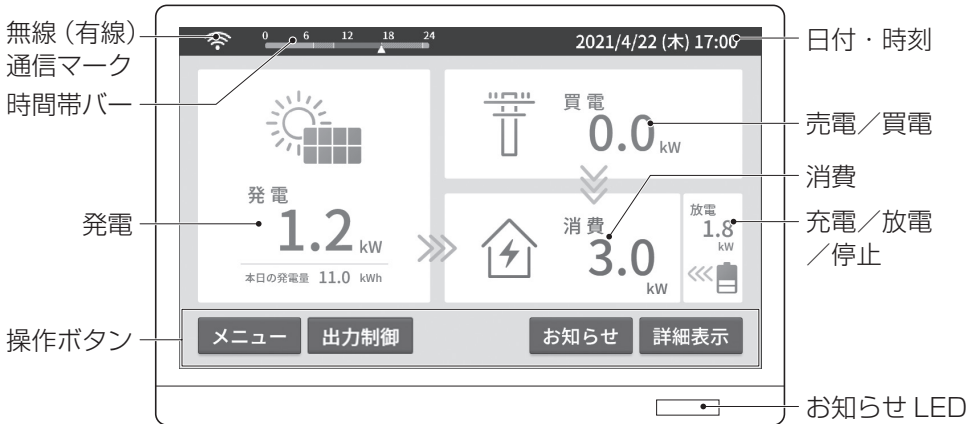 無線（有線）
通信マーク
時間帯バー
発電
操作ボタン
0 6 12 18 24
2021/4/22 (木) 17:00
発電
1.2 kW
本日の発電量 11.0 kWh
買電
0.0 kW
消費
3.0 kW
放電
1.8
kW
メニュー 出力制御 お知らせ 詳細表示
日付・時刻
売電／買電
消費
充電／放電
／停止
お知らせ LED